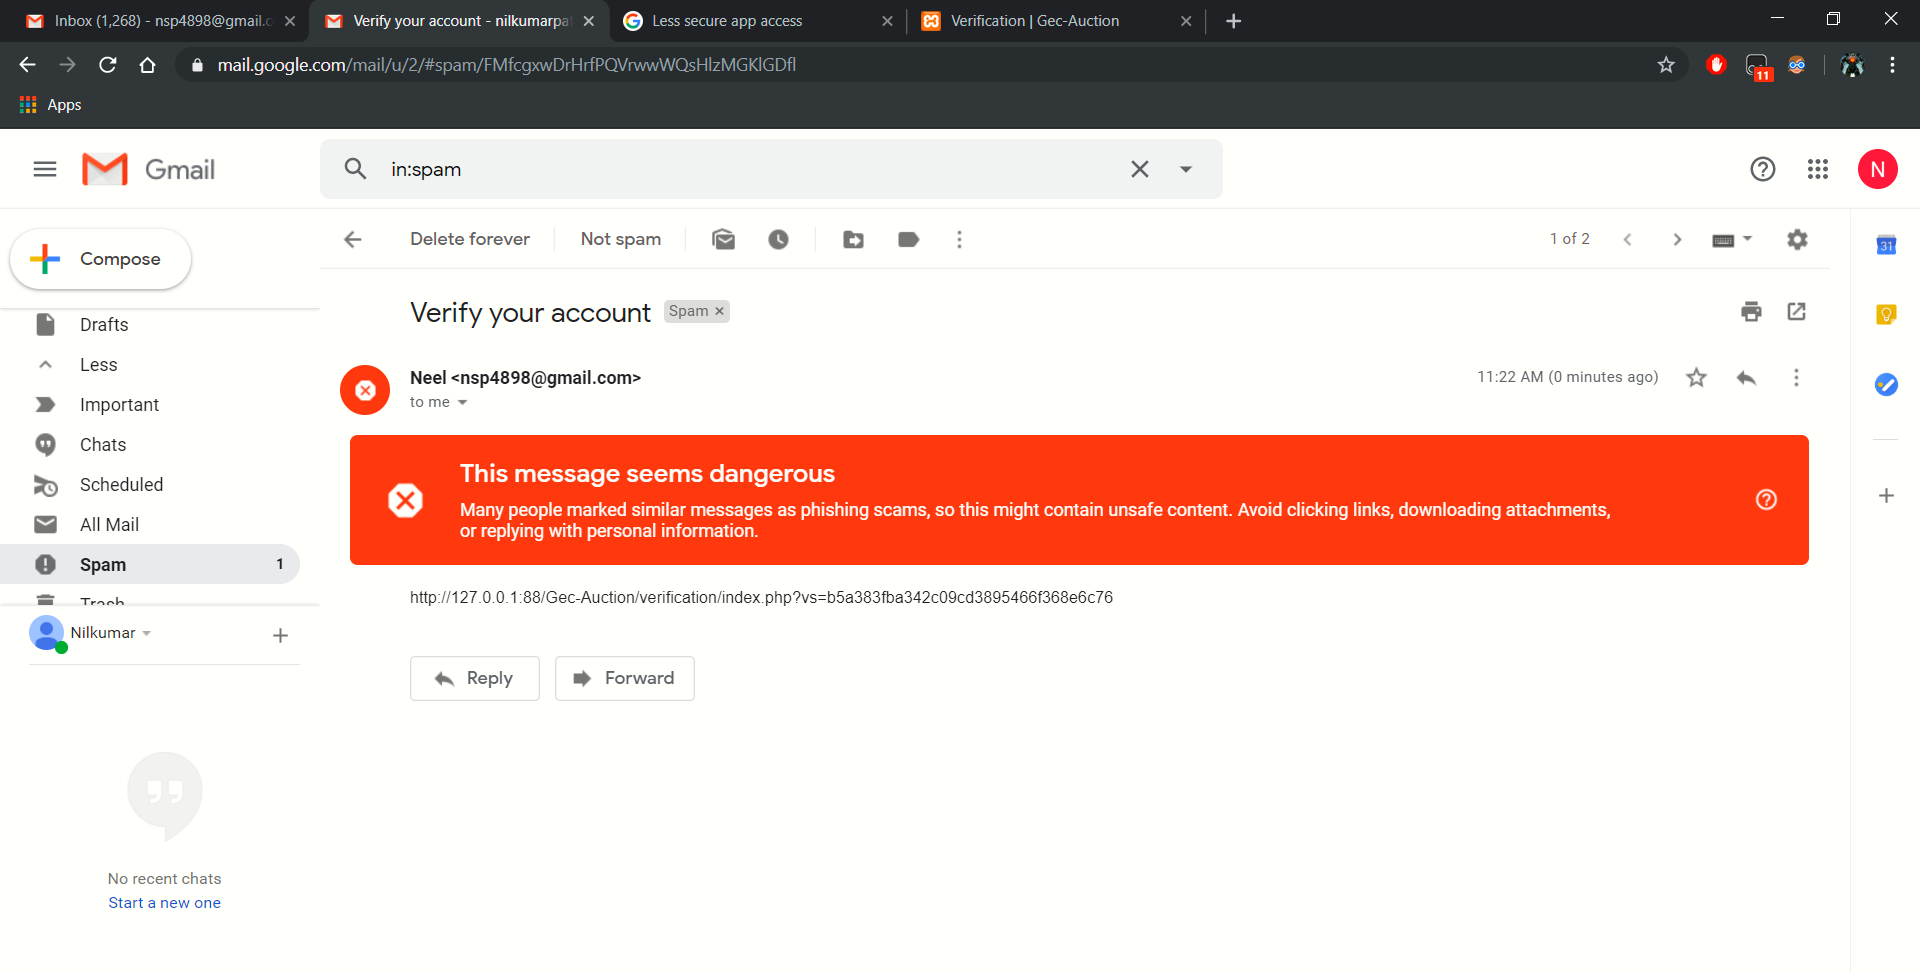 Inbox (1,268) - nsp4898@gmail.c
Verify your account - nilkumarpat
Less secure app access
Verification | Gec-Auction
mail.google.com/mail/u/2/#spam/FMfcgxwDrHrfPQVrwwWQsHlzMGKlGDfl
11
Apps
Gmail
in:spam
N
Compose
Delete forever
Not spam
1 of 2
31
Drafts
Less
Important
Chats
Scheduled
All Mail
Spam
1
Trash
Nilkumar
No recent chats
Start a new one
Verify your account
Spam ×
Neel <nsp4898@gmail.com>
11:22 AM (0 minutes ago)
to me
This message seems dangerous
Many people marked similar messages as phishing scams, so this might contain unsafe content. Avoid clicking links, downloading attachments,
or replying with personal information.
http://127.0.0.1:88/Gec-Auction/verification/index.php?vs=b5a383fba342c09cd3895466f368e6c76
Reply
Forward